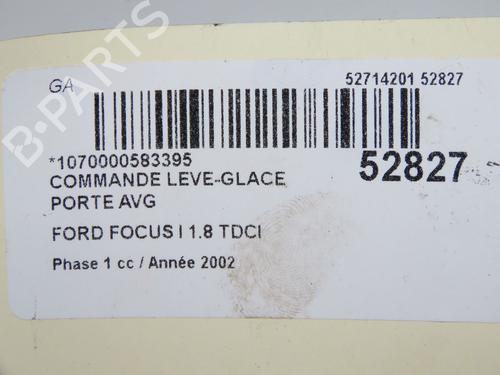 GA
52714201 52827
*1070000583395
52827
COMMANDE LEVE-GLACE
PORTE AVG
FORD FOCUS I 1.8 TDCI
Phase 1 cc / Année 2002
B-PARTS